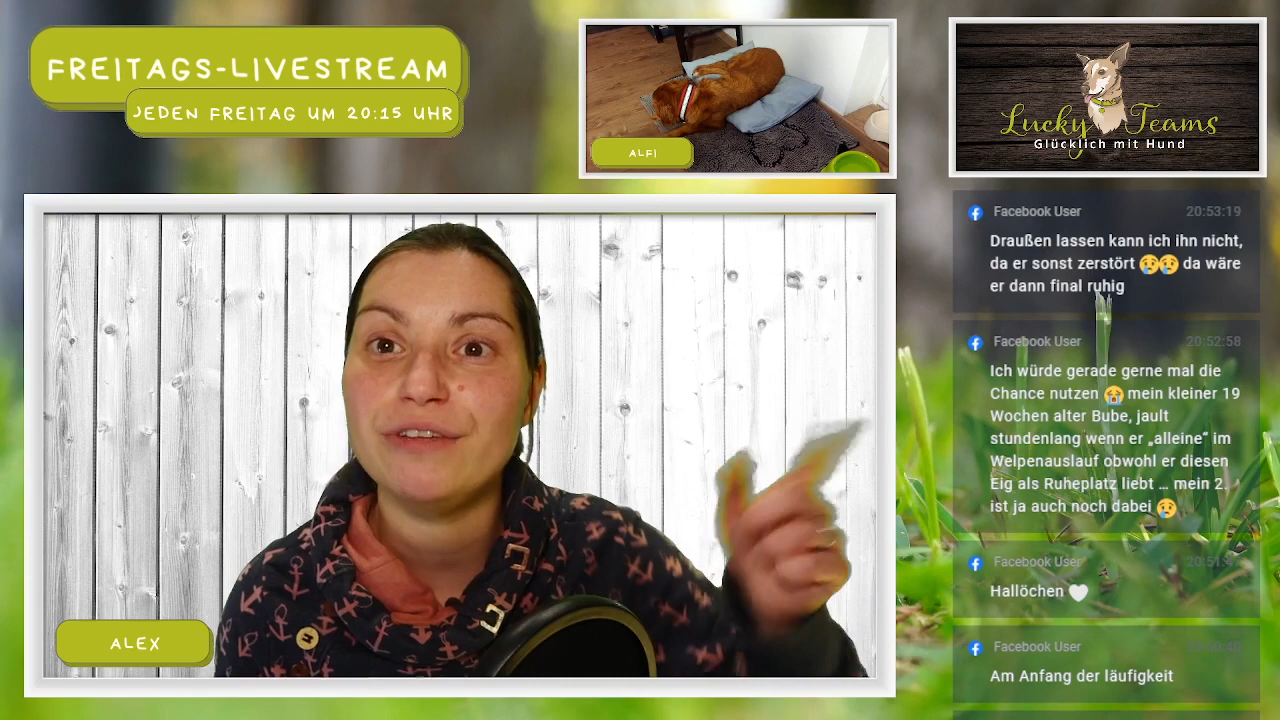 FREITAGS-LIVESTREAM
JEDEN FREITAG UM 20:15 UHR
ALFI
Lucky Teams
Glücklich mit Hund
Facebook User 20:53:19
Draußen lassen kann ich ihn nicht,
da er sonst zerstört 😢😢 da wäre
er dann final ruhig
Facebook User 20:52:58
Ich würde gerade gerne mal die
Chance nutzen 😭 mein kleiner 19
Wochen alter Bube, jault
stundenlang wenn er „alleine“ im
Welpenauslauf obwohl er diesen
Eig als Ruheplatz liebt … mein 2.
ist ja auch noch dabei 😢
Facebook User
Hallöchen 🤍
Facebook User
Am Anfang der läufigkeit
ALEX